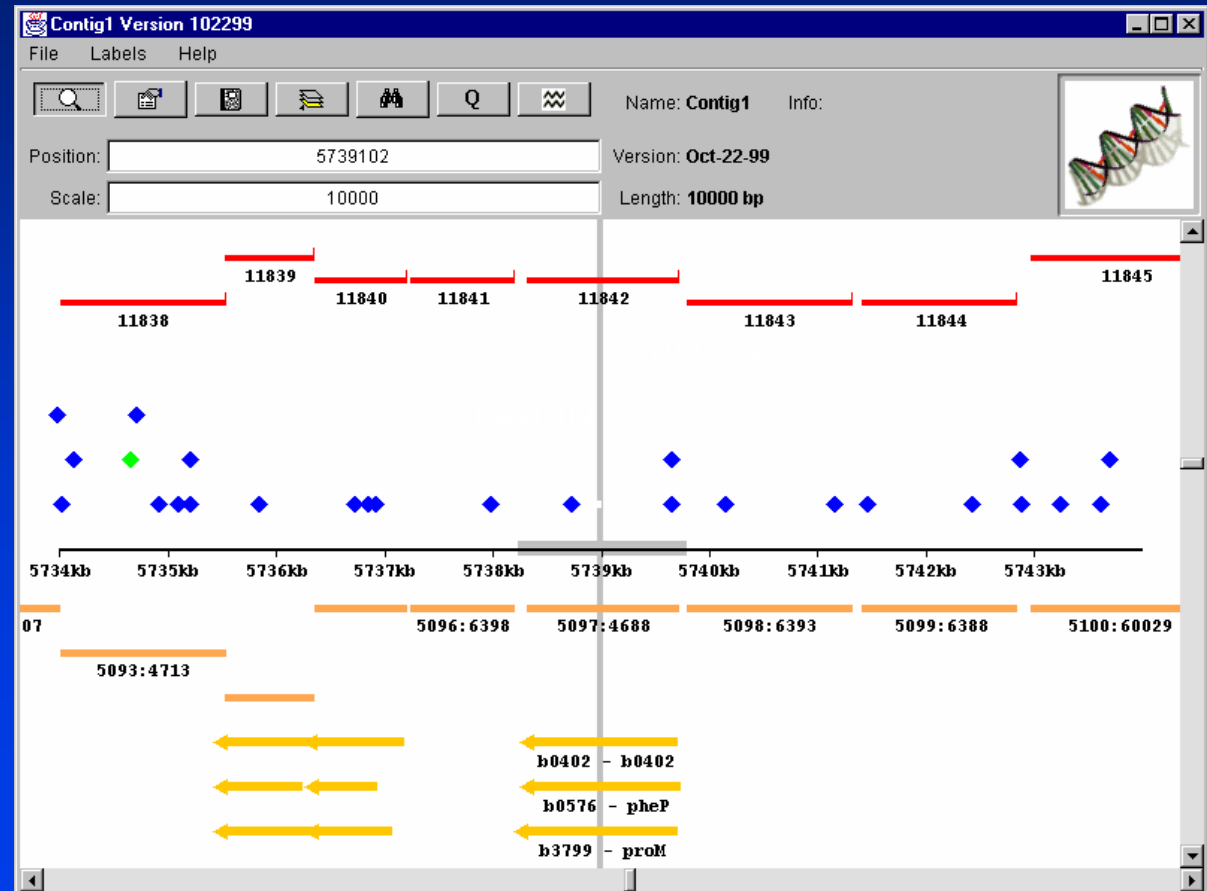 Contig1 Version 102299
File Labels Help
Q
Name: Contig1 Info:
Position: 5739102 Version: Oct-22-99
Scale: 10000 Length: 10000 bp
11839 11845
11840 11841 11842
11838 11843 11844
5734kb 5735kb 5736kb 5737kb 5738kb 5739kb 5740kb 5741kb 5742kb 5743kb
07 5096:6398 5097:4688 5098:6393 5099:6388 5100:60029
5093:4713
b0402 - b0402
b0576 - pheP
b3799 - proM